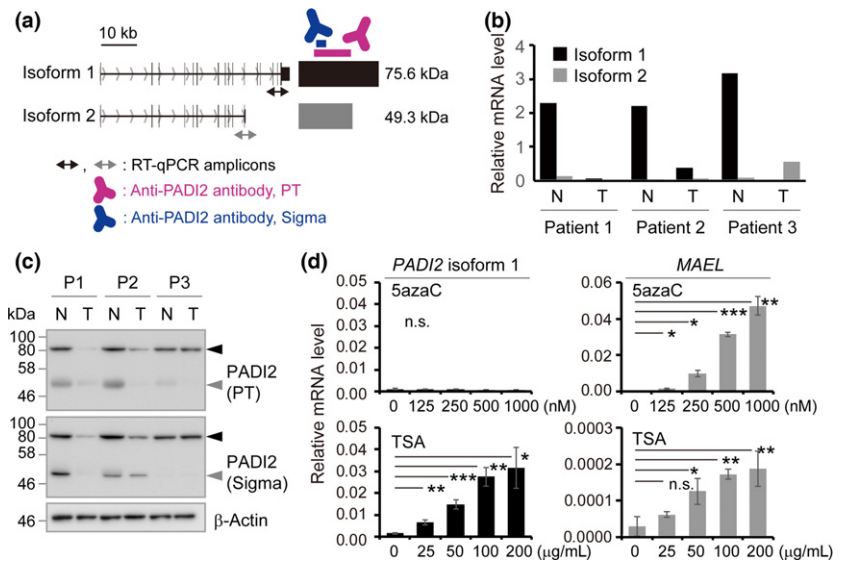 (a)
10 kb
Isoform 1
75.6 kDa
Isoform 2
49.3 kDa
, : RT-qPCR amplicons
: Anti-PADI2 antibody, PT
: Anti-PADI2 antibody, Sigma
(b)
Relative mRNA level
4
3
2
1
0
Isoform 1
Isoform 2
N T N T N T
Patient 1 Patient 2 Patient 3
(c)
P1 P2 P3
kDa N T N T N T
100
80
58
46
PADI2
(PT)
100
80
58
46
PADI2
(Sigma)
46
β-Actin
(d)
Relative mRNA level
PADI2 isoform 1
5azaC
0.05
0.04
0.03
0.02
0.01
0.00
n.s.
0 125 250 500 1000 (nM)
MAEL
5azaC
0.06
0.04
0.02
0.00
* * *** **
0 125 250 500 1000 (nM)
TSA
0.05
0.04
0.03
0.02
0.01
0.00
** *** ** *
0 25 50 100 200 (μg/mL)
TSA
0.0003
0.0002
0.0001
0.0000
n.s. * ** **
0 25 50 100 200 (μg/mL)